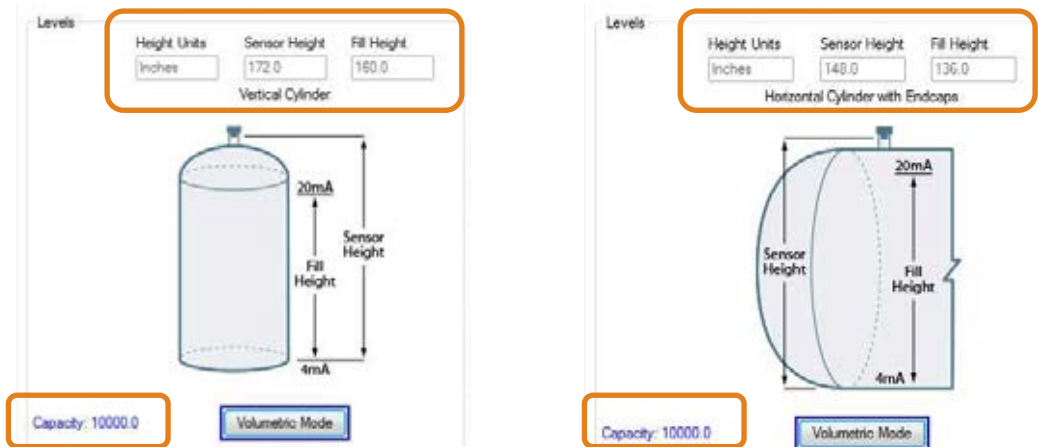 Levels
Height Units Sensor Height Fill Height
Inches 172.0 160.0
Vertical Cylinder
20mA
Sensor
Height
Fill
Height
4mA
Capacity: 10000.0
Volumetric Mode
Levels
Height Units Sensor Height Fill Height
Inches 148.0 136.0
Horizontal Cylinder with Endcaps
20mA
Sensor
Height
Fill
Height
4mA
Capacity: 10000.0
Volumetric Mode